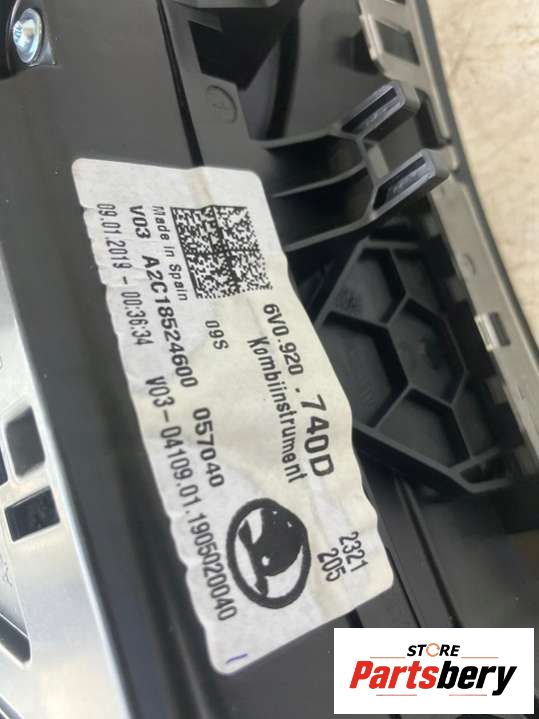 6V0.920 .740D
Kombiinstrument
2321
205
09S
Made in Spain
V03 A2C18524600 057040
09.01.2019 - 00:36:34 V03-04109.01.1905020040
STORE
Partsbery